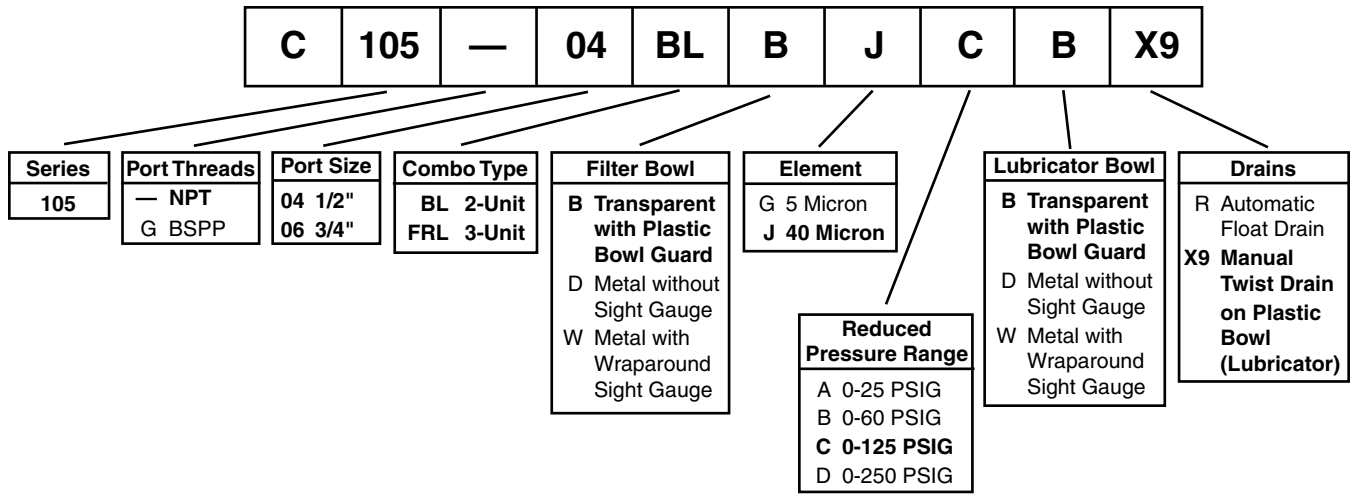 C 105 — 04 BL B J C B X9
Series
105
Port Threads
— NPT
G BSPP
Port Size
04 1/2"
06 3/4"
Combo Type
BL 2-Unit
FRL 3-Unit
Filter Bowl
B Transparent
with Plastic
Bowl Guard
D Metal without
Sight Gauge
W Metal with
Wraparound
Sight Gauge
Element
G 5 Micron
J 40 Micron
Reduced
Pressure Range
A 0-25 PSIG
B 0-60 PSIG
C 0-125 PSIG
D 0-250 PSIG
Lubricator Bowl
B Transparent
with Plastic
Bowl Guard
D Metal without
Sight Gauge
W Metal with
Wraparound
Sight Gauge
Drains
R Automatic
Float Drain
X9 Manual
Twist Drain
on Plastic
Bowl
(Lubricator)